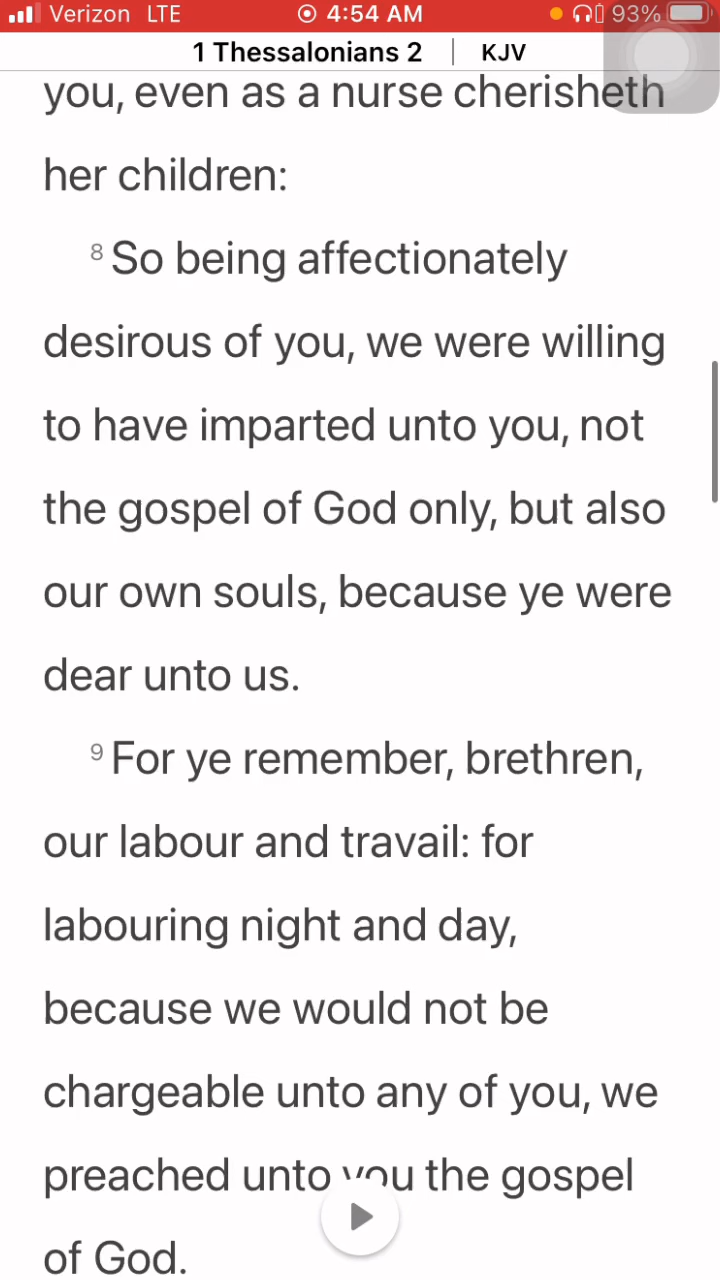 Verizon LTE 4:54 AM 93%
1 Thessalonians 2 | KJV
you, even as a nurse cherisheth
her children:
8 So being affectionately
desirous of you, we were willing
to have imparted unto you, not
the gospel of God only, but also
our own souls, because ye were
dear unto us.
9 For ye remember, brethren,
our labour and travail: for
labouring night and day,
because we would not be
chargeable unto any of you, we
preached unto you the gospel
of God.